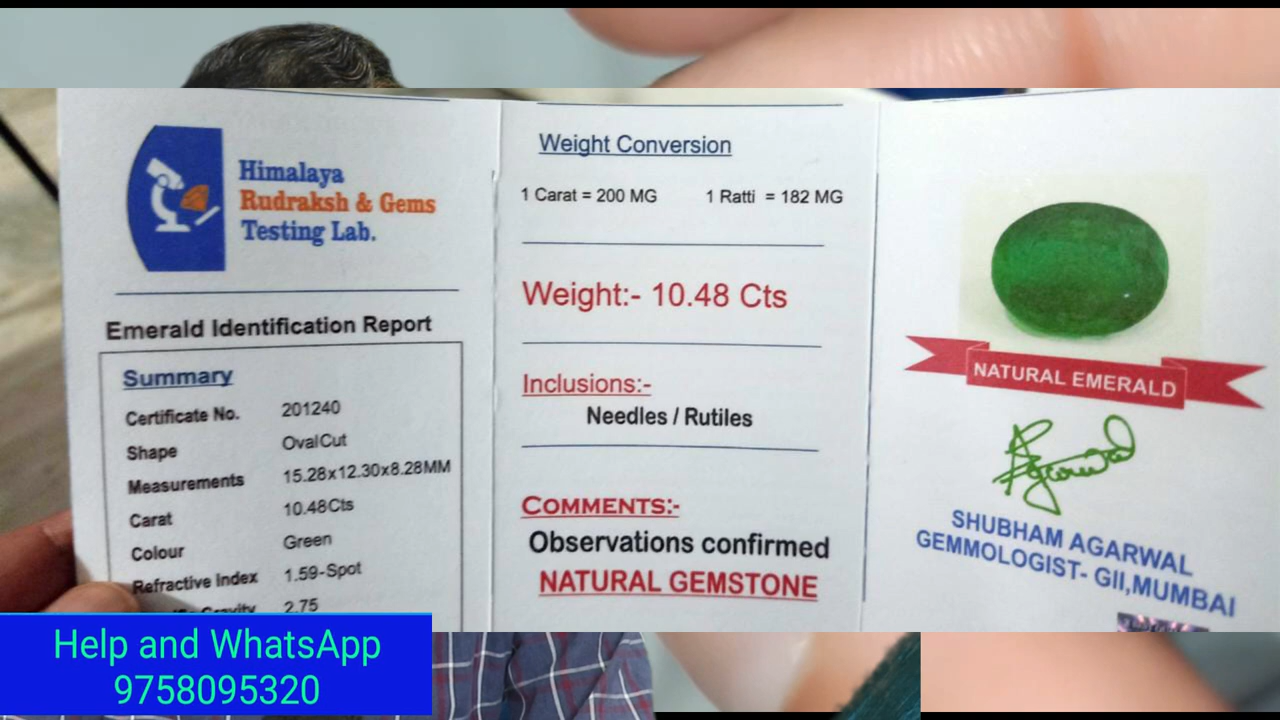 Himalaya
Rudraksh & Gems
Testing Lab.
Emerald Identification Report
Summary
Certificate No. 201240
Shape OvalCut
Measurements 15.28x12.30x8.28MM
Carat 10.48Cts
Colour Green
Refractive Index 1.59-Spot
Gravity 2.75
Weight Conversion
1 Carat = 200 MG 1 Ratti = 182 MG
Weight:- 10.48 Cts
Inclusions:-
Needles / Rutiles
COMMENTS:-
Observations confirmed
NATURAL GEMSTONE
NATURAL EMERALD
SHUBHAM AGARWAL
GEMMOLOGIST- GII,MUMBAI
Help and WhatsApp
9758095320